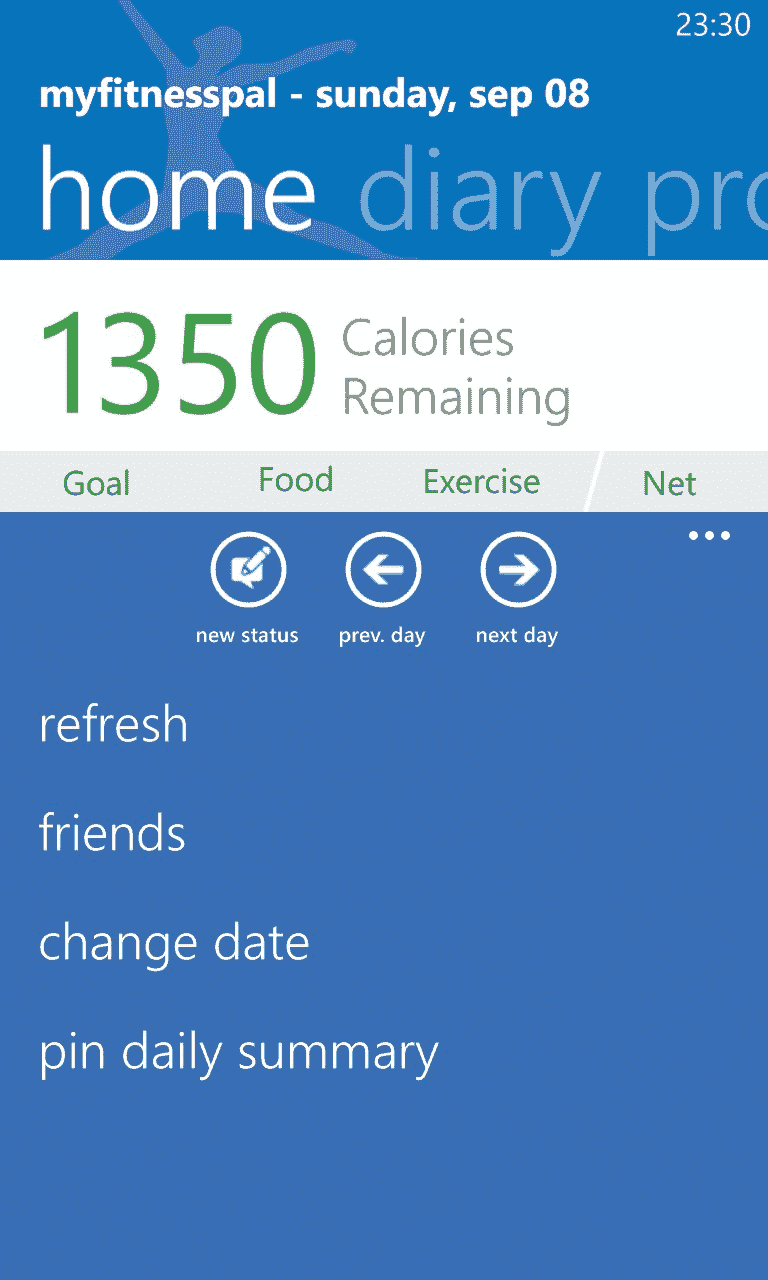 23:30
myfitnesspal - sunday, sep 08
home diary pro
1350 Calories
Remaining
Goal Food Exercise Net
new status prev. day next day
refresh
friends
change date
pin daily summary